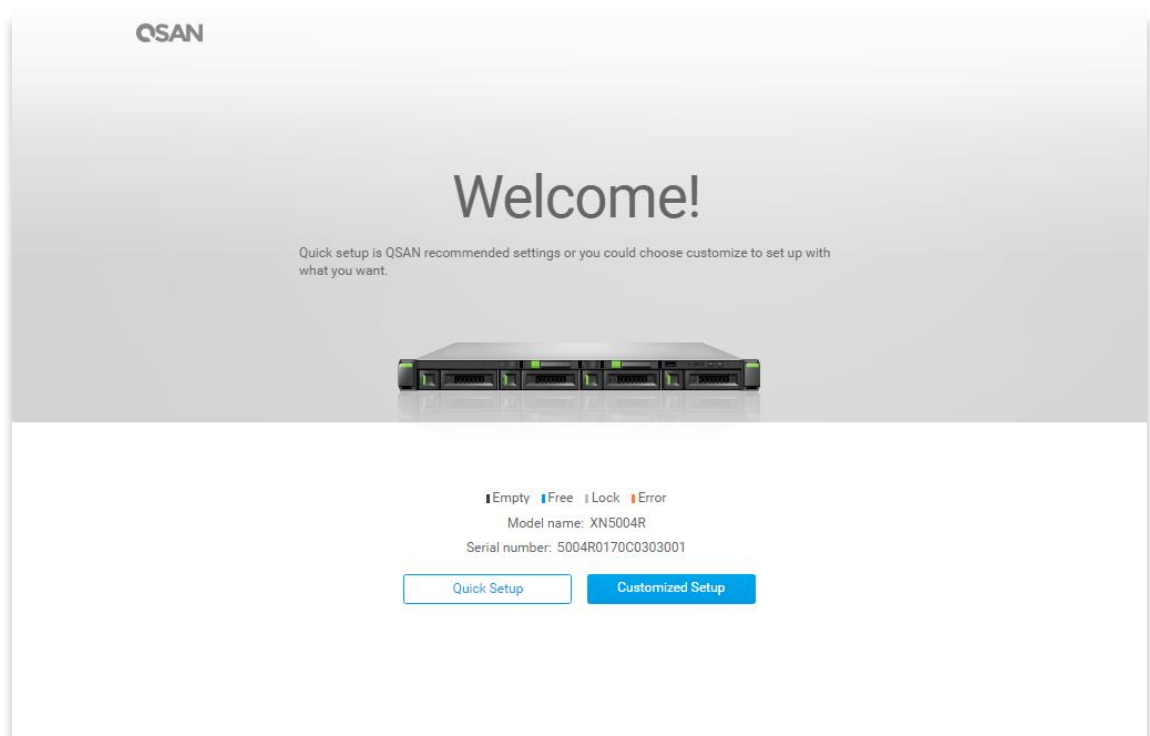 QSAN
Welcome!
Quick setup is QSAN recommended settings or you could choose customize to set up with
what you want.
Empty Free Lock Error
Model name: XN5004R
Serial number: 5004R0170C0303001
Quick Setup Customized Setup